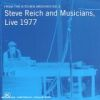 FROM THE KITCHEN ARCHIVES NO.2
Steve Reich and Musicians,
Live 1977